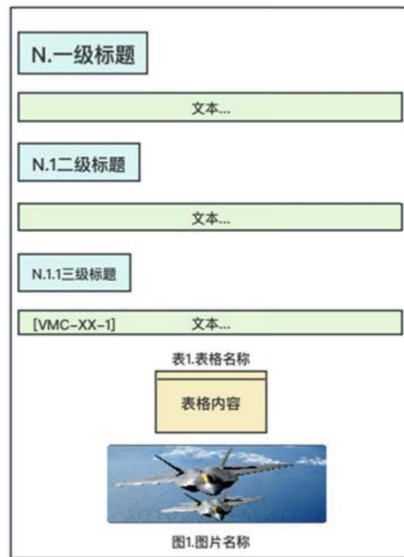 N.一级标题
文本...
N.1二级标题
文本...
N.1.1三级标题
[VMC-XX-1] 文本...
表1.表格名称
表格内容
图1.图片名称